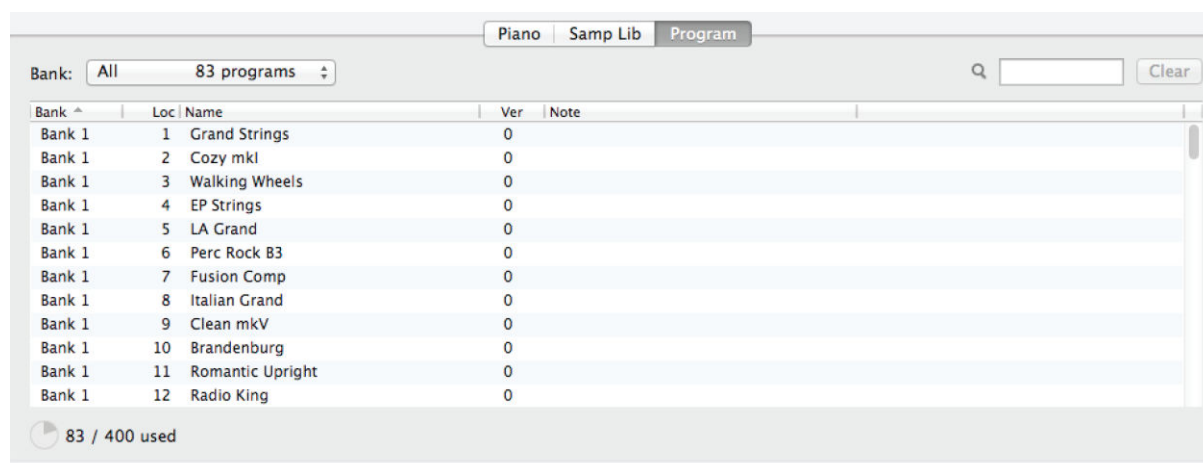 Piano Samp Lib Program
Bank: All 83 programs Clear
Bank Loc Name Ver Note
Bank 1 1 Grand Strings 0
Bank 1 2 Cozy mkI 0
Bank 1 3 Walking Wheels 0
Bank 1 4 EP Strings 0
Bank 1 5 LA Grand 0
Bank 1 6 Perc Rock B3 0
Bank 1 7 Fusion Comp 0
Bank 1 8 Italian Grand 0
Bank 1 9 Clean mkV 0
Bank 1 10 Brandenburg 0
Bank 1 11 Romantic Upright 0
Bank 1 12 Radio King 0
83 / 400 used